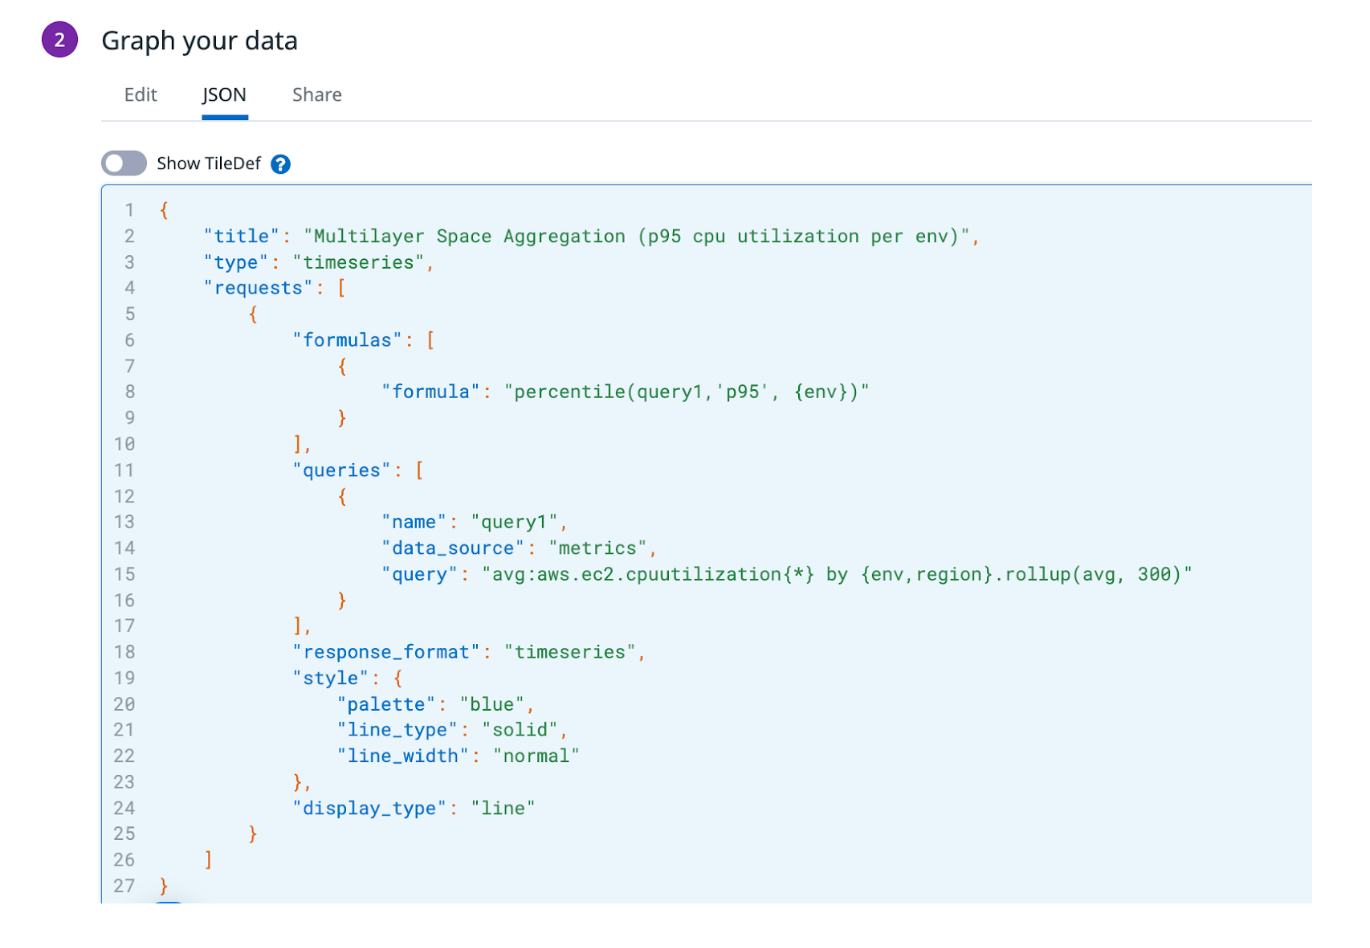 2 Graph your data
Edit JSON Share
Show TileDef ?
1 {
2     "title": "Multilayer Space Aggregation (p95 cpu utilization per env)",
3     "type": "timeseries",
4     "requests": [
5         {
6             "formulas": [
7                 {
8                     "formula": "percentile(query1,'p95', {env})"
9                 }
10             ],
11             "queries": [
12                 {
13                     "name": "query1",
14                     "data_source": "metrics",
15                     "query": "avg:aws.ec2.cpuutilization{*} by {env,region}.rollup(avg, 300)"
16                 }
17             ],
18             "response_format": "timeseries",
19             "style": {
20                 "palette": "blue",
21                 "line_type": "solid",
22                 "line_width": "normal"
23             },
24             "display_type": "line"
25         }
26     ]
27 }